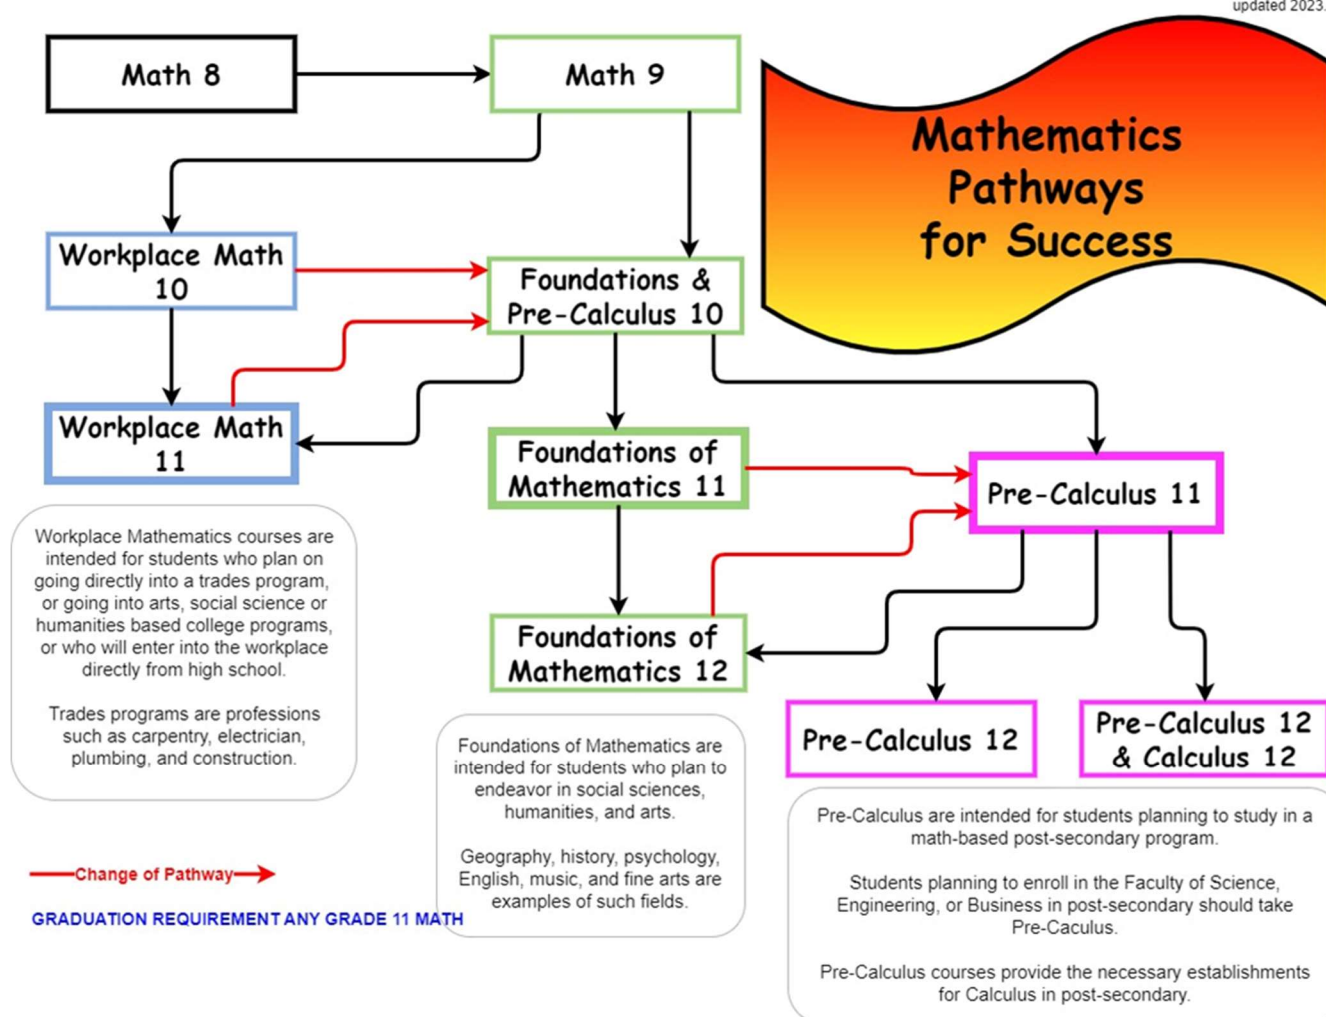 updated 2023.
Math 8
Math 9
Mathematics
Pathways
for Success
Workplace Math
10
Foundations &
Pre-Calculus 10
Workplace Math
11
Foundations of
Mathematics 11
Pre-Calculus 11
Workplace Mathematics courses are
intended for students who plan on
going directly into a trades program,
or going into arts, social science or
humanities based college programs,
or who will enter into the workplace
directly from high school.
Trades programs are professions
such as carpentry, electrician,
plumbing, and construction.
Foundations of
Mathematics 12
Pre-Calculus 12
Pre-Calculus 12
& Calculus 12
Foundations of Mathematics are
intended for students who plan to
endeavor in social sciences,
humanities, and arts.
Geography, history, psychology,
English, music, and fine arts are
examples of such fields.
Pre-Calculus are intended for students planning to study in a
math-based post-secondary program.
Students planning to enroll in the Faculty of Science,
Engineering, or Business in post-secondary should take
Pre-Caculus.
Pre-Calculus courses provide the necessary establishments
for Calculus in post-secondary.
Change of Pathway
GRADUATION REQUIREMENT ANY GRADE 11 MATH